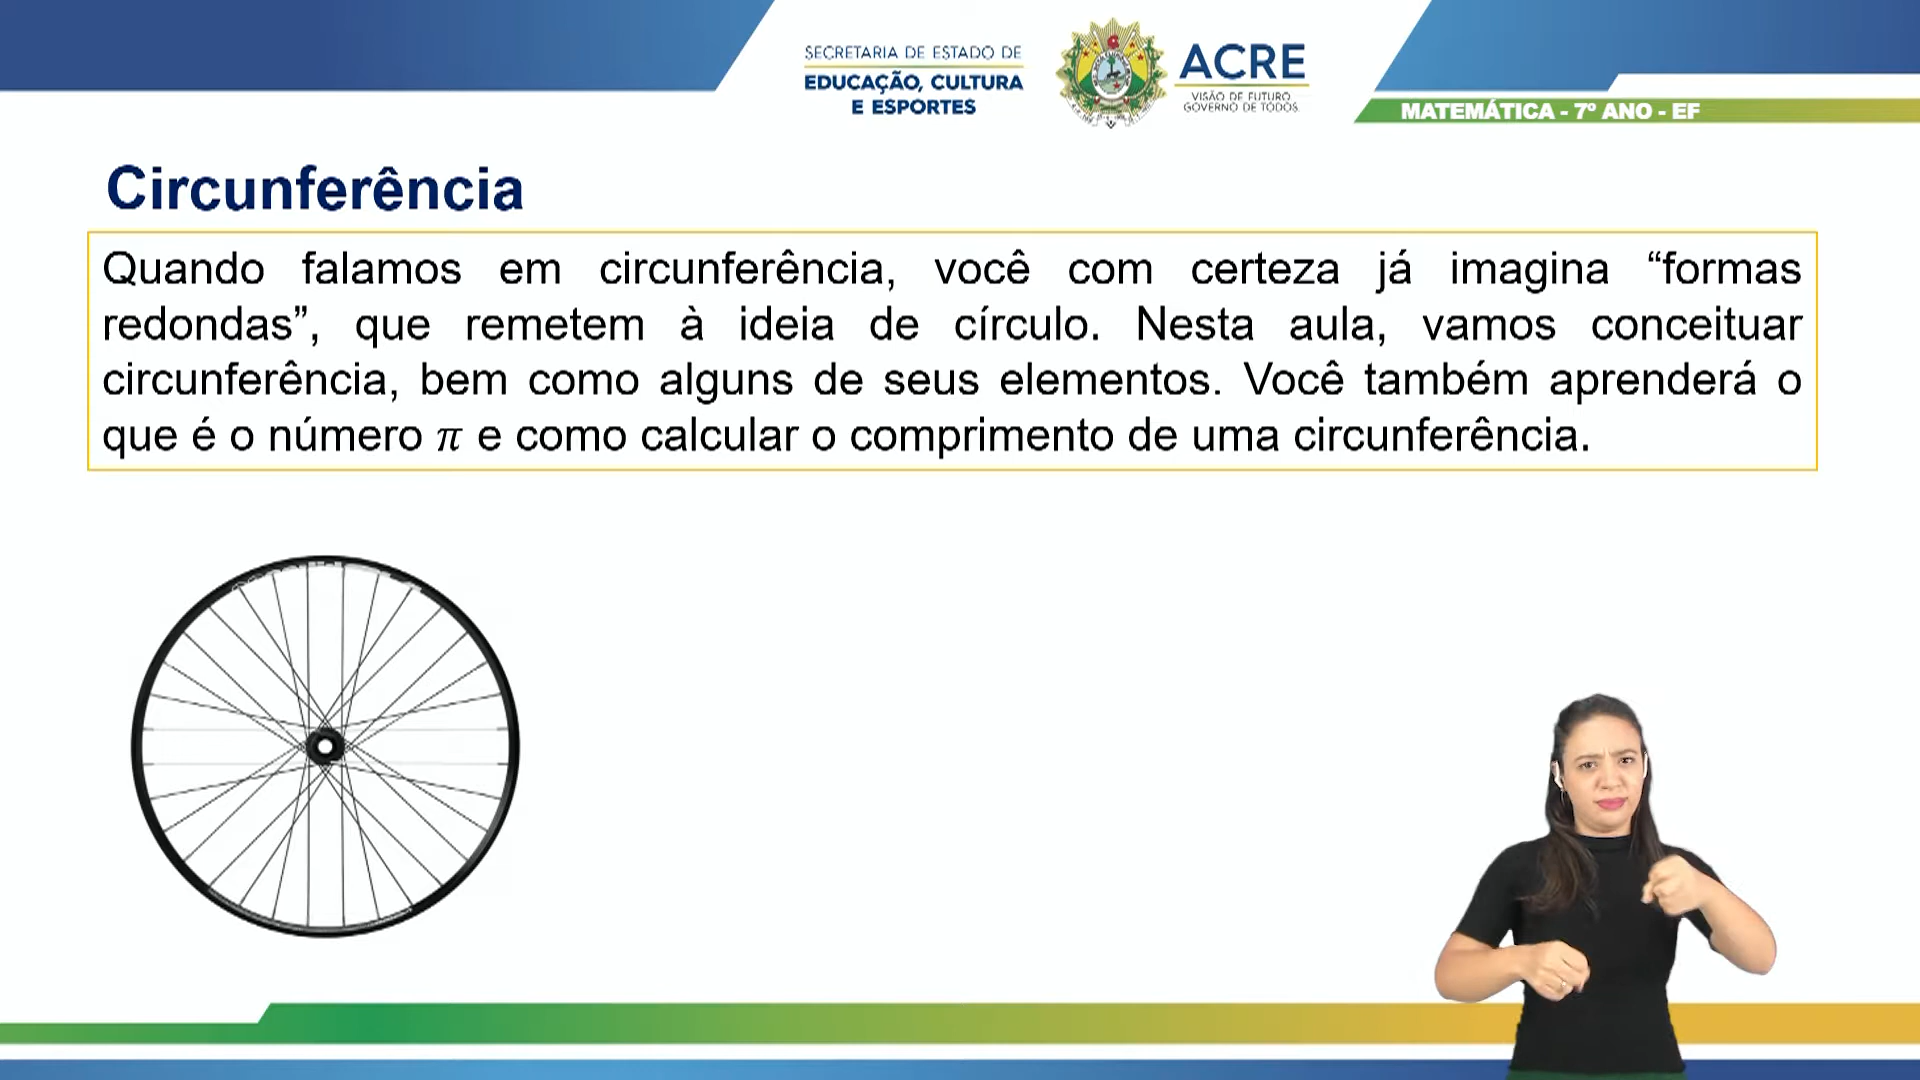 SECRETARIA DE ESTADO DE
EDUCAÇÃO, CULTURA
E ESPORTES
ACRE
VISÃO DE FUTURO
GOVERNO DE TODOS
MATEMÁTICA - 7º ANO - EF
Circunferência
Quando falamos em circunferência, você com certeza já imagina “formas
redondas”, que remetem à ideia de círculo. Nesta aula, vamos conceituar
circunferência, bem como alguns de seus elementos. Você também aprenderá o
que é o número π e como calcular o comprimento de uma circunferência.